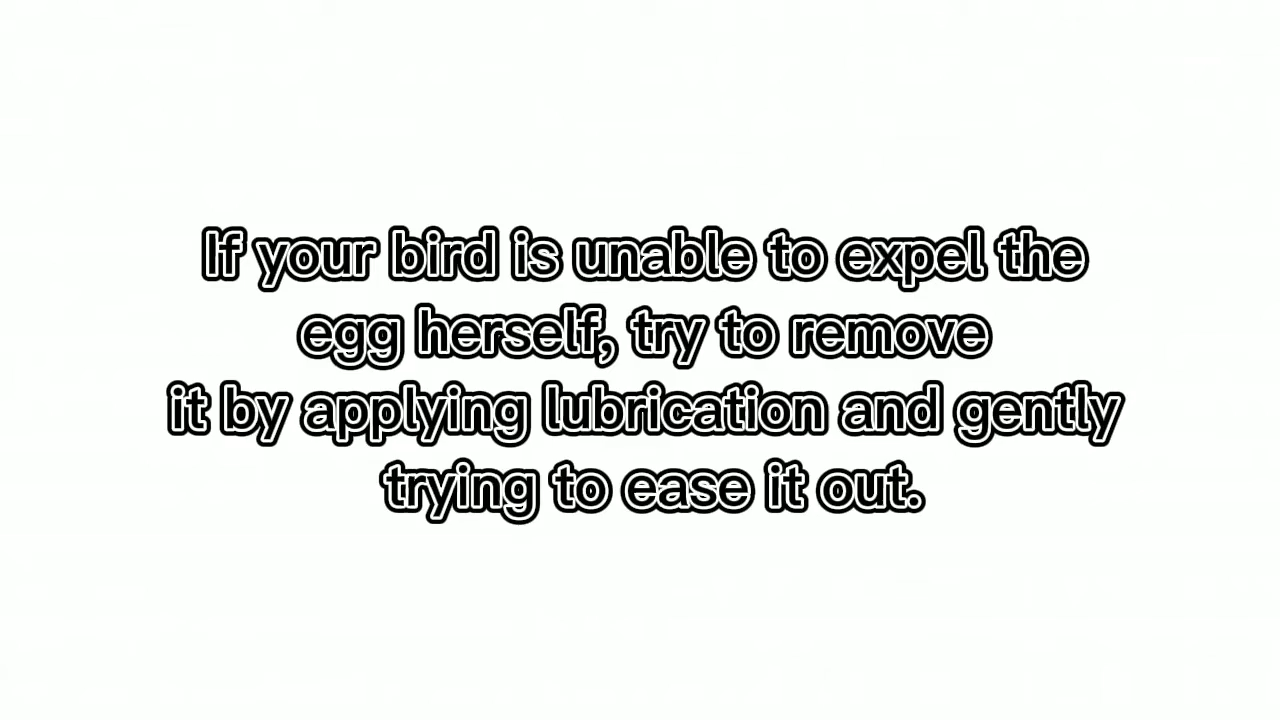 If your bird is unable to expel the
egg herself, try to remove
it by applying lubrication and gently
trying to ease it out.